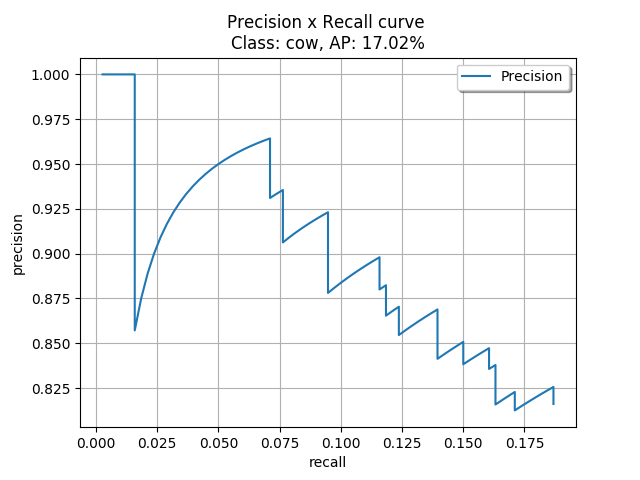 Precision x Recall curve
Class: cow, AP: 17.02%
Precision
1.000
0.975
0.950
0.925
0.900
0.875
0.850
0.825
precision
0.000 0.025 0.050 0.075 0.100 0.125 0.150 0.175
recall